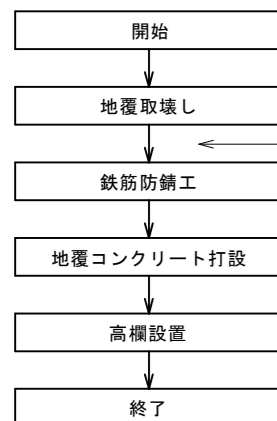 開始
地覆取壊し
鉄筋防錆工
地覆コンクリート打設
高欄設置
終了